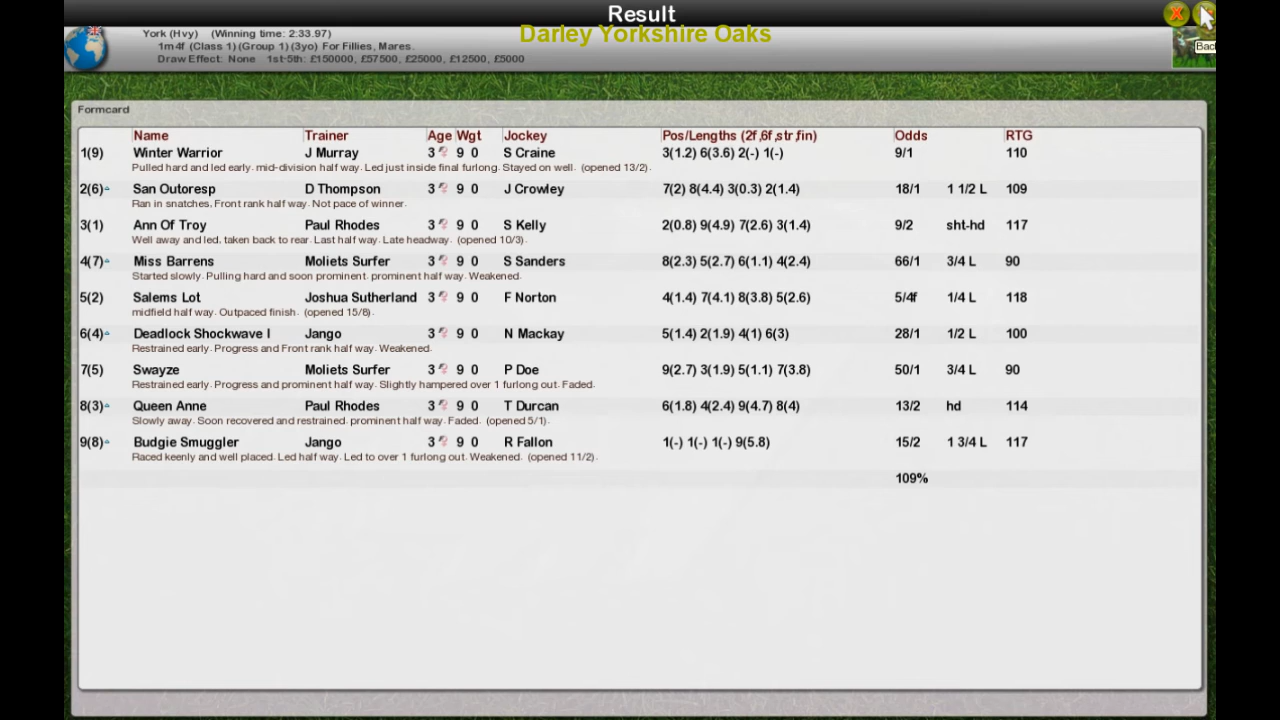 Result
Darley Yorkshire Oaks
York (Hvy) (Winning time: 2:33.97)
1m4f (Class 1) (Group 1) (3yo) For Fillies, Mares.
Draw Effect: None 1st-5th: £150000, £57500, £25000, £12500, £5000
Back
Formcard
Name Trainer Age Wgt Jockey Pos/Lengths (2f,6f,str,fin) Odds RTG
1(9) Winter Warrior J Murray 3 9 0 S Craine 3(1.2) 6(3.6) 2(-) 1(-) 9/1 110
Pulled hard and led early. mid-division half way. Led just inside final furlong. Stayed on well. (opened 13/2).
2(6) San Outoresp D Thompson 3 9 0 J Crowley 7(2) 8(4.4) 3(0.3) 2(1.4) 18/1 1 1/2 L 109
Ran in snatches, Front rank half way. Not pace of winner.
3(1) Ann Of Troy Paul Rhodes 3 9 0 S Kelly 2(0.8) 9(4.9) 7(2.6) 3(1.4) 9/2 sht-hd 117
Well away and led, taken back to rear. Last half way. Late headway. (opened 10/3).
4(7) Miss Barrens Moliets Surfer 3 9 0 S Sanders 8(2.3) 5(2.7) 6(1.1) 4(2.4) 66/1 3/4 L 90
Started slowly. Pulling hard and soon prominent. prominent half way. Weakened.
5(2) Salems Lot Joshua Sutherland 3 9 0 F Norton 4(1.4) 7(4.1) 8(3.8) 5(2.6) 5/4f 1/4 L 118
midfield half way. Outpaced finish. (opened 15/8).
6(4) Deadlock Shockwave I Jango 3 9 0 N Mackay 5(1.4) 2(1.9) 4(1) 6(3) 28/1 1/2 L 100
Restrained early. Progress and Front rank half way. Weakened.
7(5) Swayze Moliets Surfer 3 9 0 P Doe 9(2.7) 3(1.9) 5(1.1) 7(3.8) 50/1 3/4 L 90
Restrained early. Progress and prominent half way. Slightly hampered over 1 furlong out. Faded.
8(3) Queen Anne Paul Rhodes 3 9 0 T Durcan 6(1.8) 4(2.4) 9(4.7) 8(4) 13/2 hd 114
Slowly away. Soon recovered and restrained. prominent half way. Faded. (opened 5/1).
9(8) Budgie Smuggler Jango 3 9 0 R Fallon 1(-) 1(-) 1(-) 9(5.8) 15/2 1 3/4 L 117
Raced keenly and well placed. Led half way. Led to over 1 furlong out. Weakened. (opened 11/2).
109%